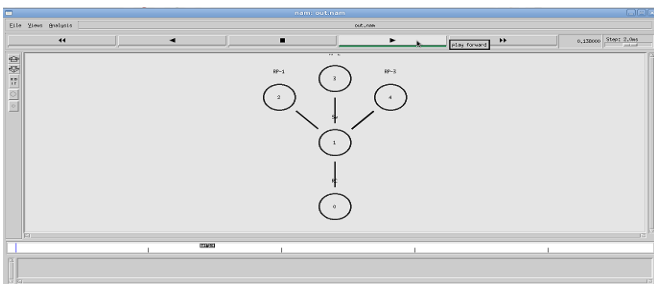 nam: out.nam
File Views Analysis out.nam
0.130000 Step: 2.0ms
play forward
RP-1 RP-3
3
2 4
1
0